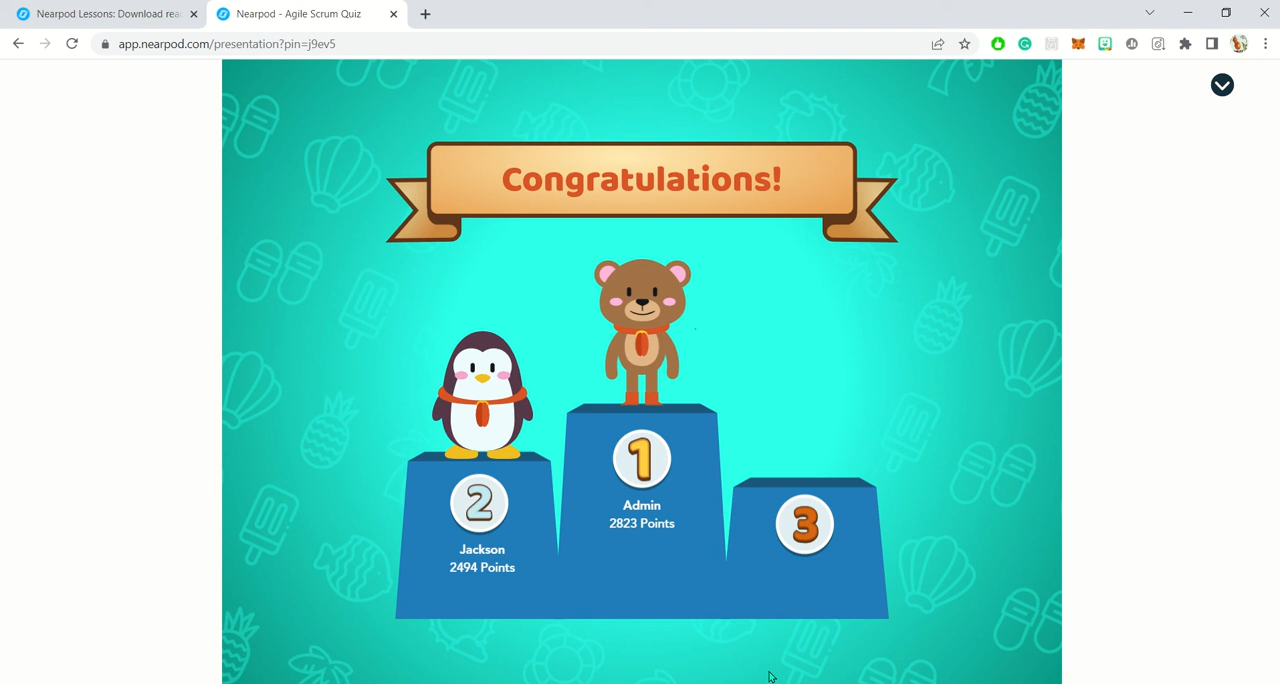 Nearpod Lessons: Download rea
Nearpod - Agile Scrum Quiz
app.nearpod.com/presentation?pin=j9ev5
Congratulations!
1
Admin
2823 Points
2
Jackson
2494 Points
3